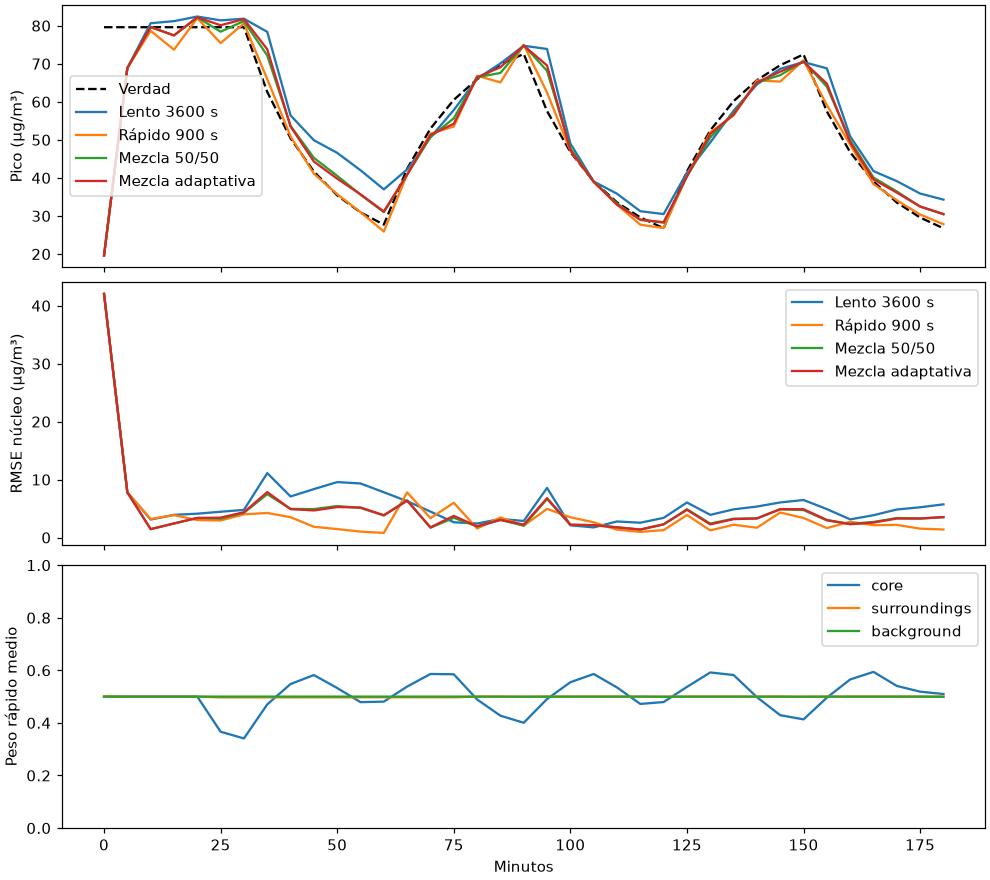 80
70
60
50
40
30
20
Pico (µg/m³)
Verdad
Lento 3600 s
Rápido 900 s
Mezcla 50/50
Mezcla adaptativa
40
30
20
10
0
RMSE núcleo (µg/m³)
Lento 3600 s
Rápido 900 s
Mezcla 50/50
Mezcla adaptativa
1.0
0.8
0.6
0.4
0.2
0.0
Peso rápido medio
core
surroundings
background
0 25 50 75 100 125 150 175
Minutos